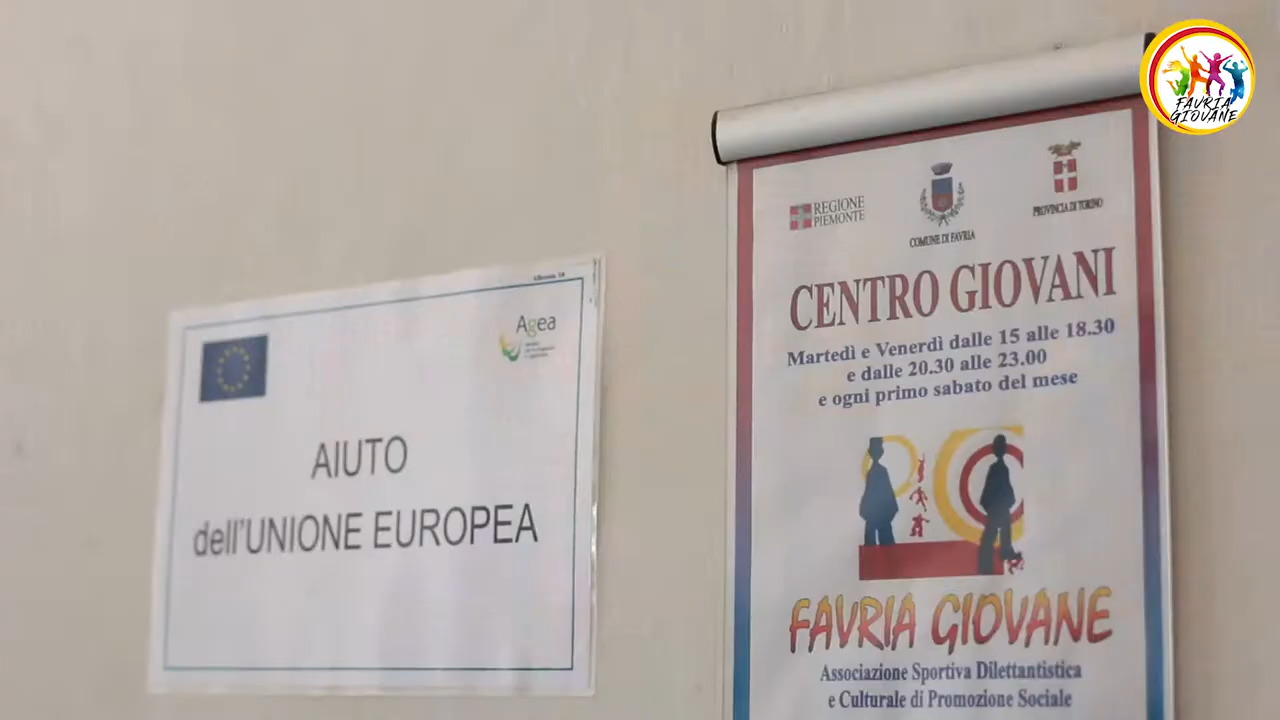 FAVRIA
GIOVANE
Agea
AIUTO
dell'UNIONE EUROPEA
REGIONE
PIEMONTE
COMUNE DI FAVRIA
PROVINCIA DI TORINO
CENTRO GIOVANI
Martedì e Venerdì dalle 15 alle 18.30
e dalle 20.30 alle 23.00
e ogni primo sabato del mese
FAVRIA GIOVANE
Associazione Sportiva Dilettantistica
e Culturale di Promozione Sociale